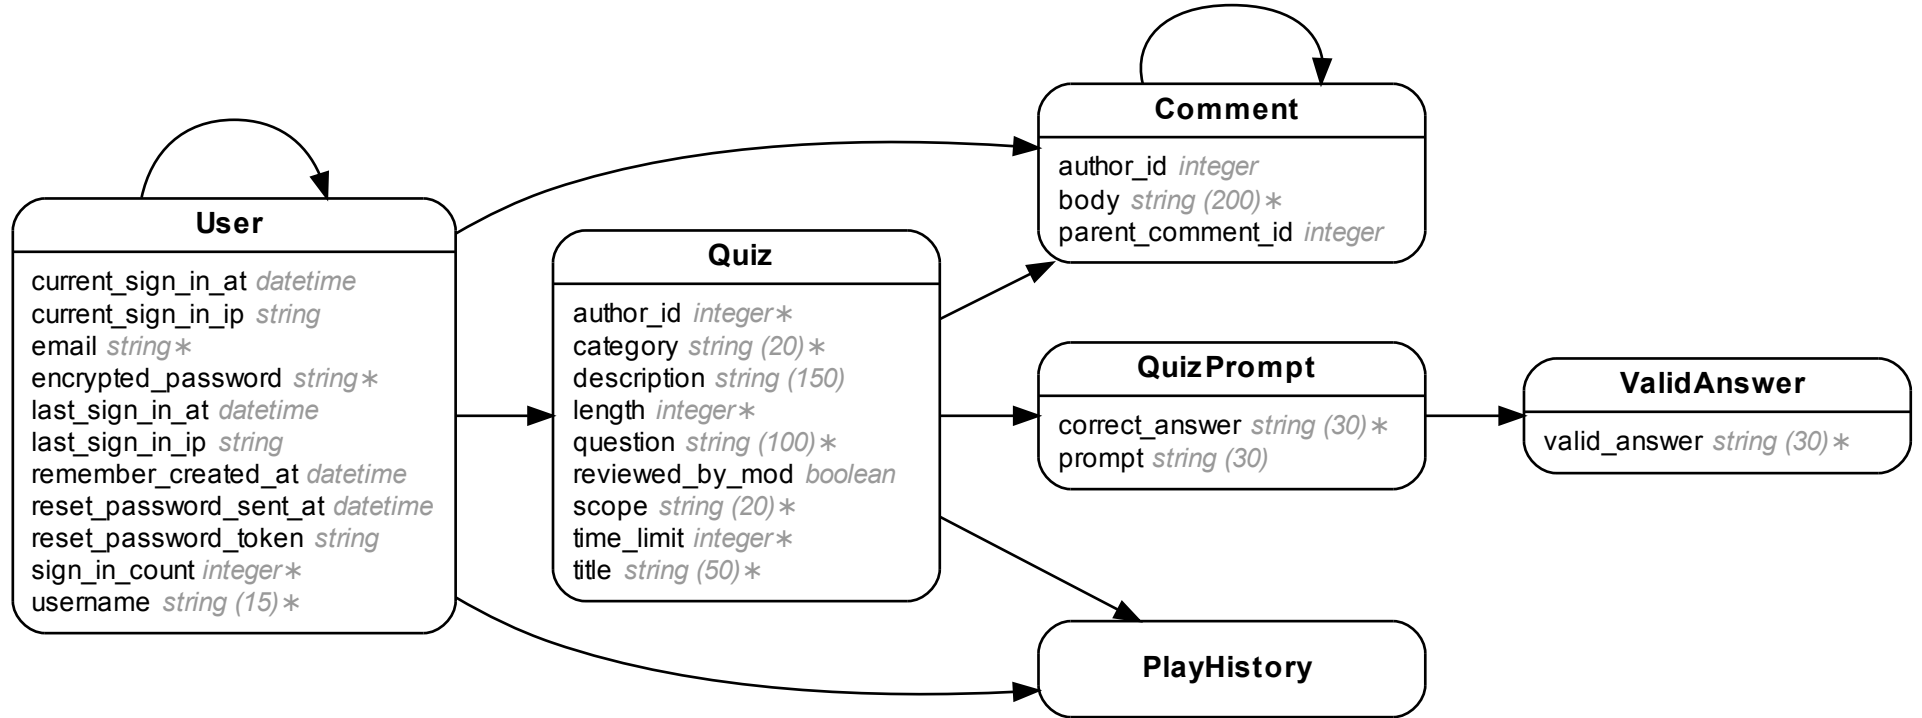 User
current_sign_in_at datetime
current_sign_in_ip string
email string∗
encrypted_password string∗
last_sign_in_at datetime
last_sign_in_ip string
remember_created_at datetime
reset_password_sent_at datetime
reset_password_token string
sign_in_count integer∗
username string (15)∗
Quiz
author_id integer∗
category string (20)∗
description string (150)
length integer∗
question string (100)∗
reviewed_by_mod boolean
scope string (20)∗
time_limit integer∗
title string (50)∗
Comment
author_id integer
body string (200)∗
parent_comment_id integer
QuizPrompt
correct_answer string (30)∗
prompt string (30)
ValidAnswer
valid_answer string (30)∗
PlayHistory